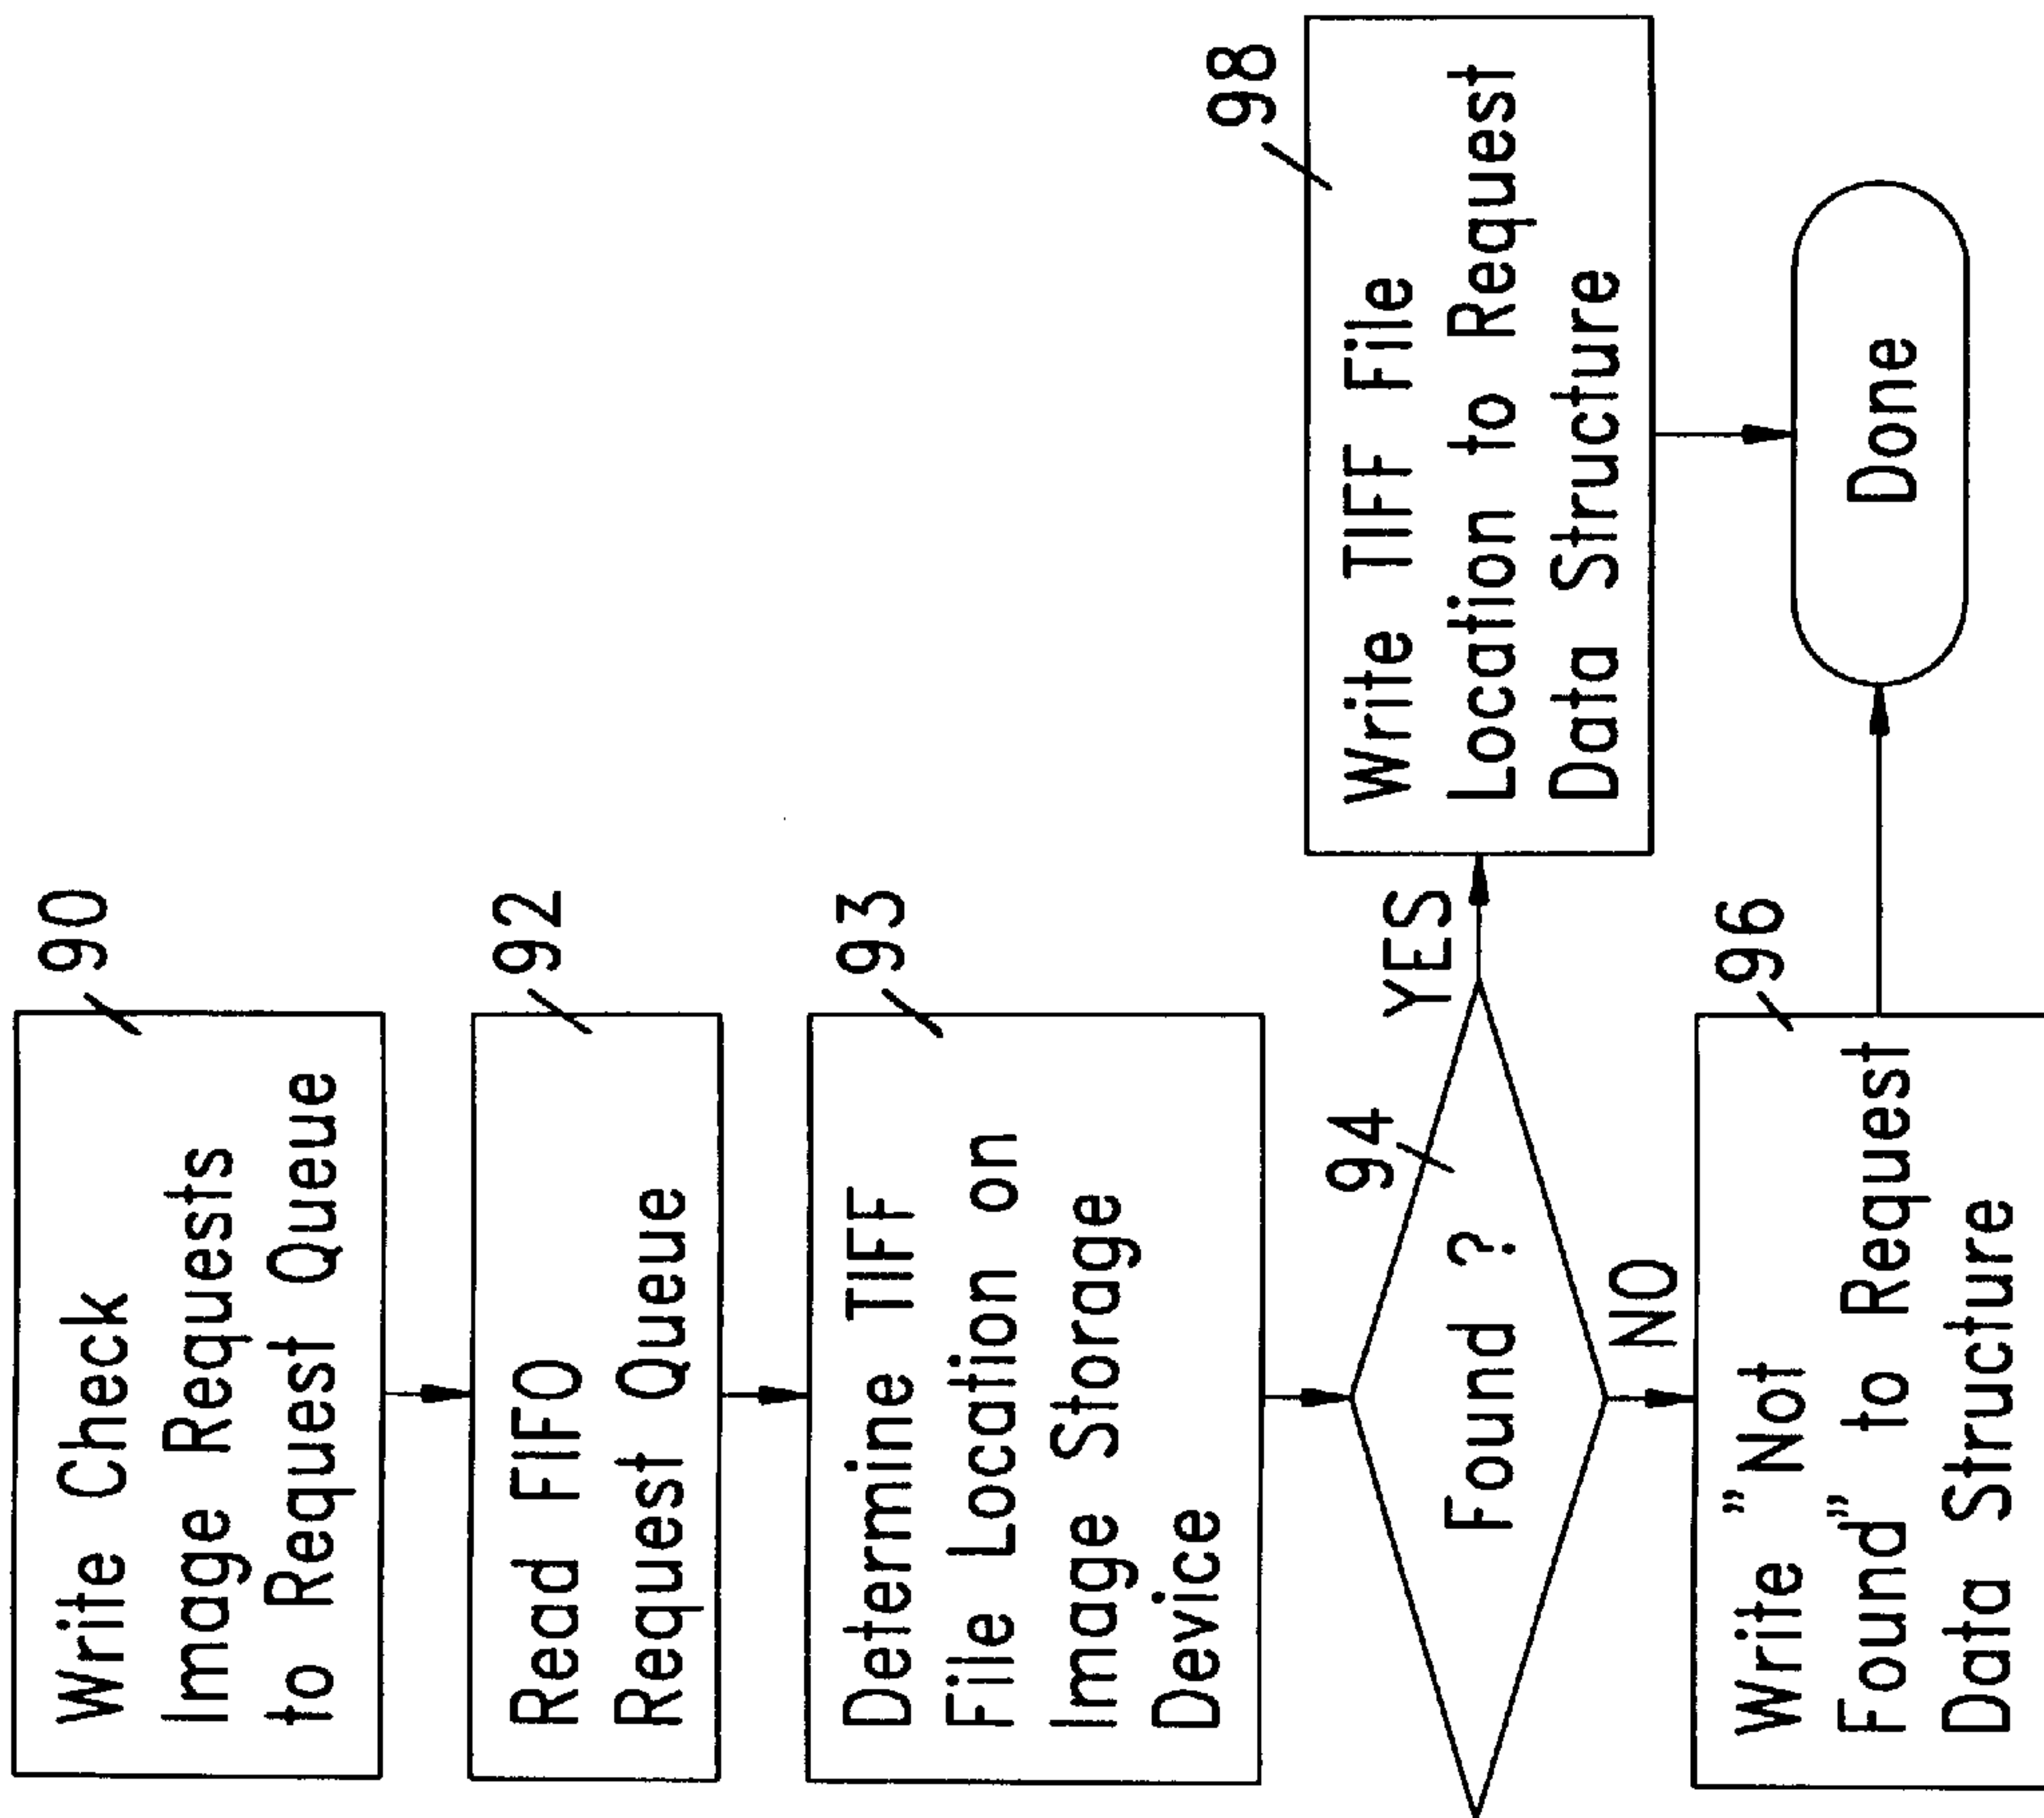 90
Write Check
Image Requests
to Request Queue
92
Read FIFO
Request Queue
93
Determine TIFF
File Location on
Image Storage
Device
94
Found ?
YES
NO
98
Write TIFF File
Location to Request
Data Structure
96
Write "Not
Found" to Request
Data Structure
Done